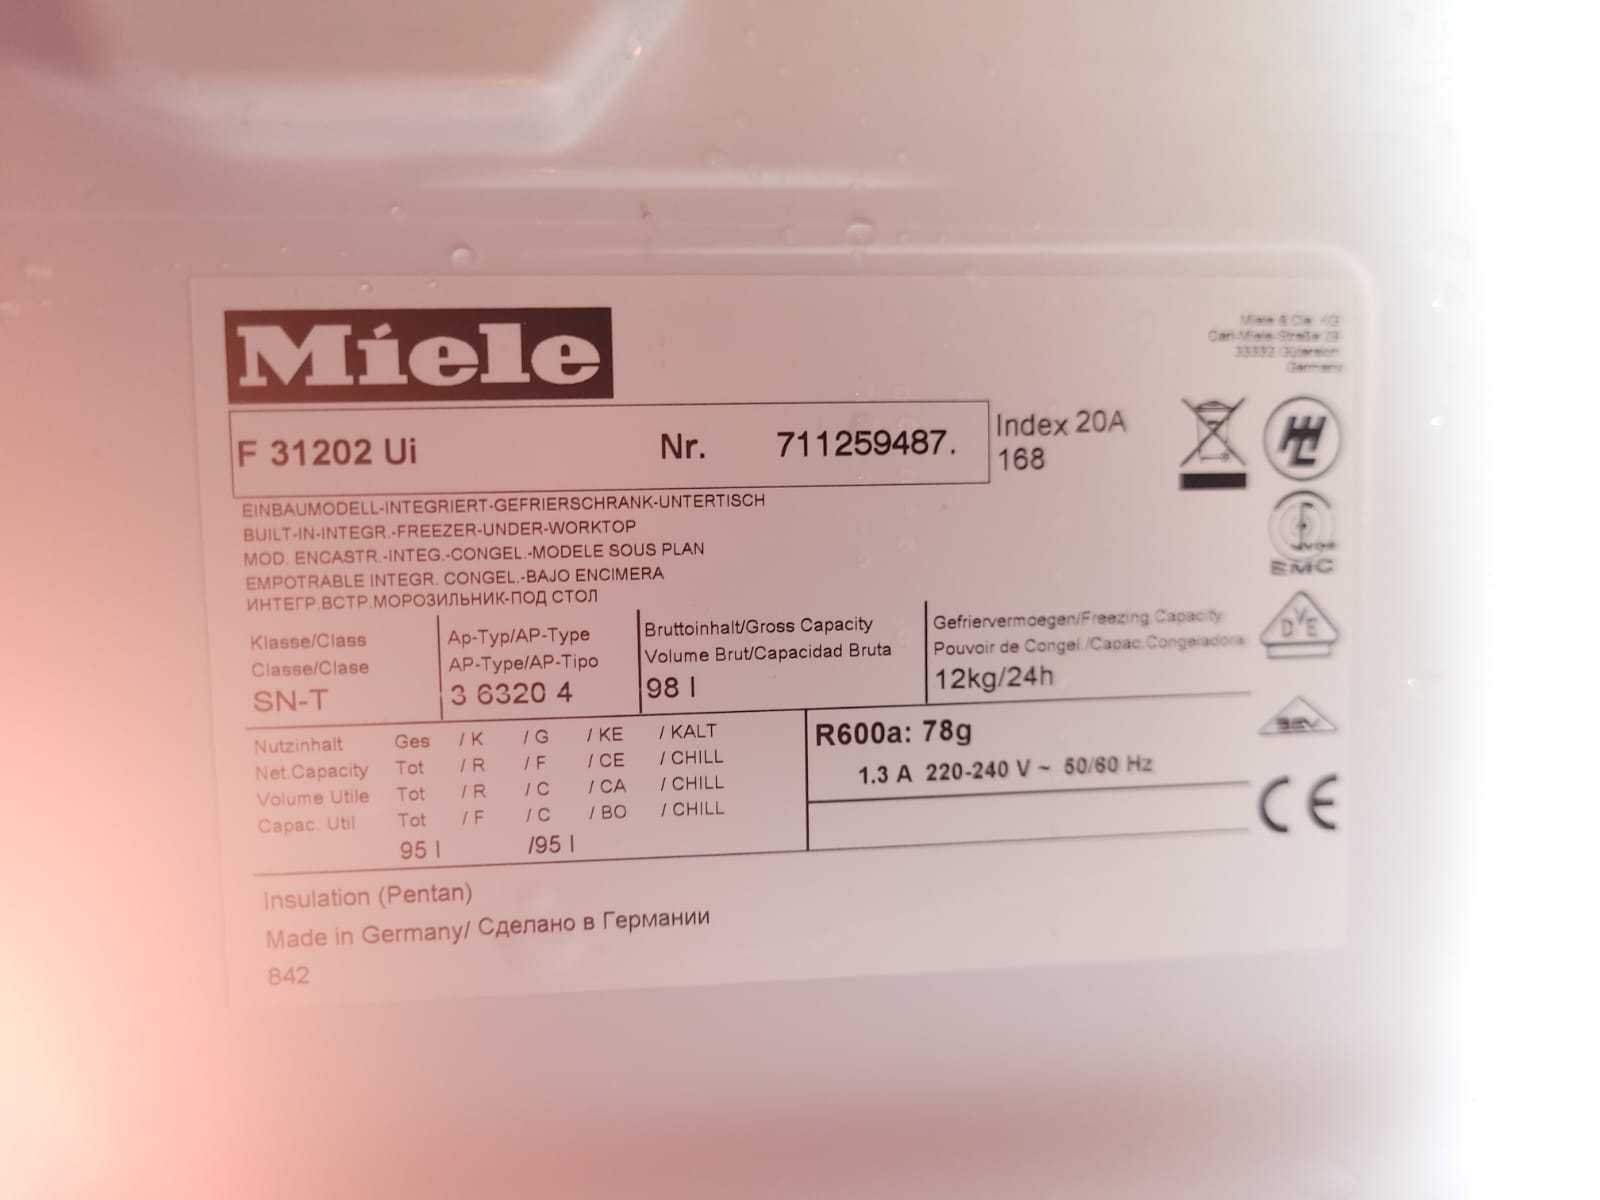 Miele
Miele & Cie. KG
Carl-Miele-Straße 29
33332 Gütersloh
Germany
F 31202 Ui Nr. 711259487.
Index 20A
168
EINBAUMODELL-INTEGRIERT-GEFRIERSCHRANK-UNTERTISCH
BUILT-IN-INTEGR.-FREEZER-UNDER-WORKTOP
MOD. ENCASTR.-INTEG.-CONGEL.-MODELE SOUS PLAN
EMPOTRABLE INTEGR. CONGEL.-BAJO ENCIMERA
ИНТЕГР.ВСТР.МОРОЗИЛЬНИК-ПОД СТОЛ
EMC
DVE
Klasse/Class
Classe/Clase
SN-T
Ap-Typ/AP-Type
AP-Type/AP-Tipo
3 6320 4
Bruttoinhalt/Gross Capacity
Volume Brut/Capacidad Bruta
98 l
Gefriervermoegen/Freezing Capacity
Pouvoir de Congel./Capac.Congeladora
12kg/24h
Nutzinhalt Ges / K / G / KE / KALT
Net.Capacity Tot / R / F / CE / CHILL
Volume Utile Tot / R / C / CA / CHILL
Capac. Util Tot / F / C / BO / CHILL
95 l /95 l
R600a: 78g
1.3 A 220-240 V ~ 50/60 Hz
CE
Insulation (Pentan)
Made in Germany/ Сделано в Германии
842